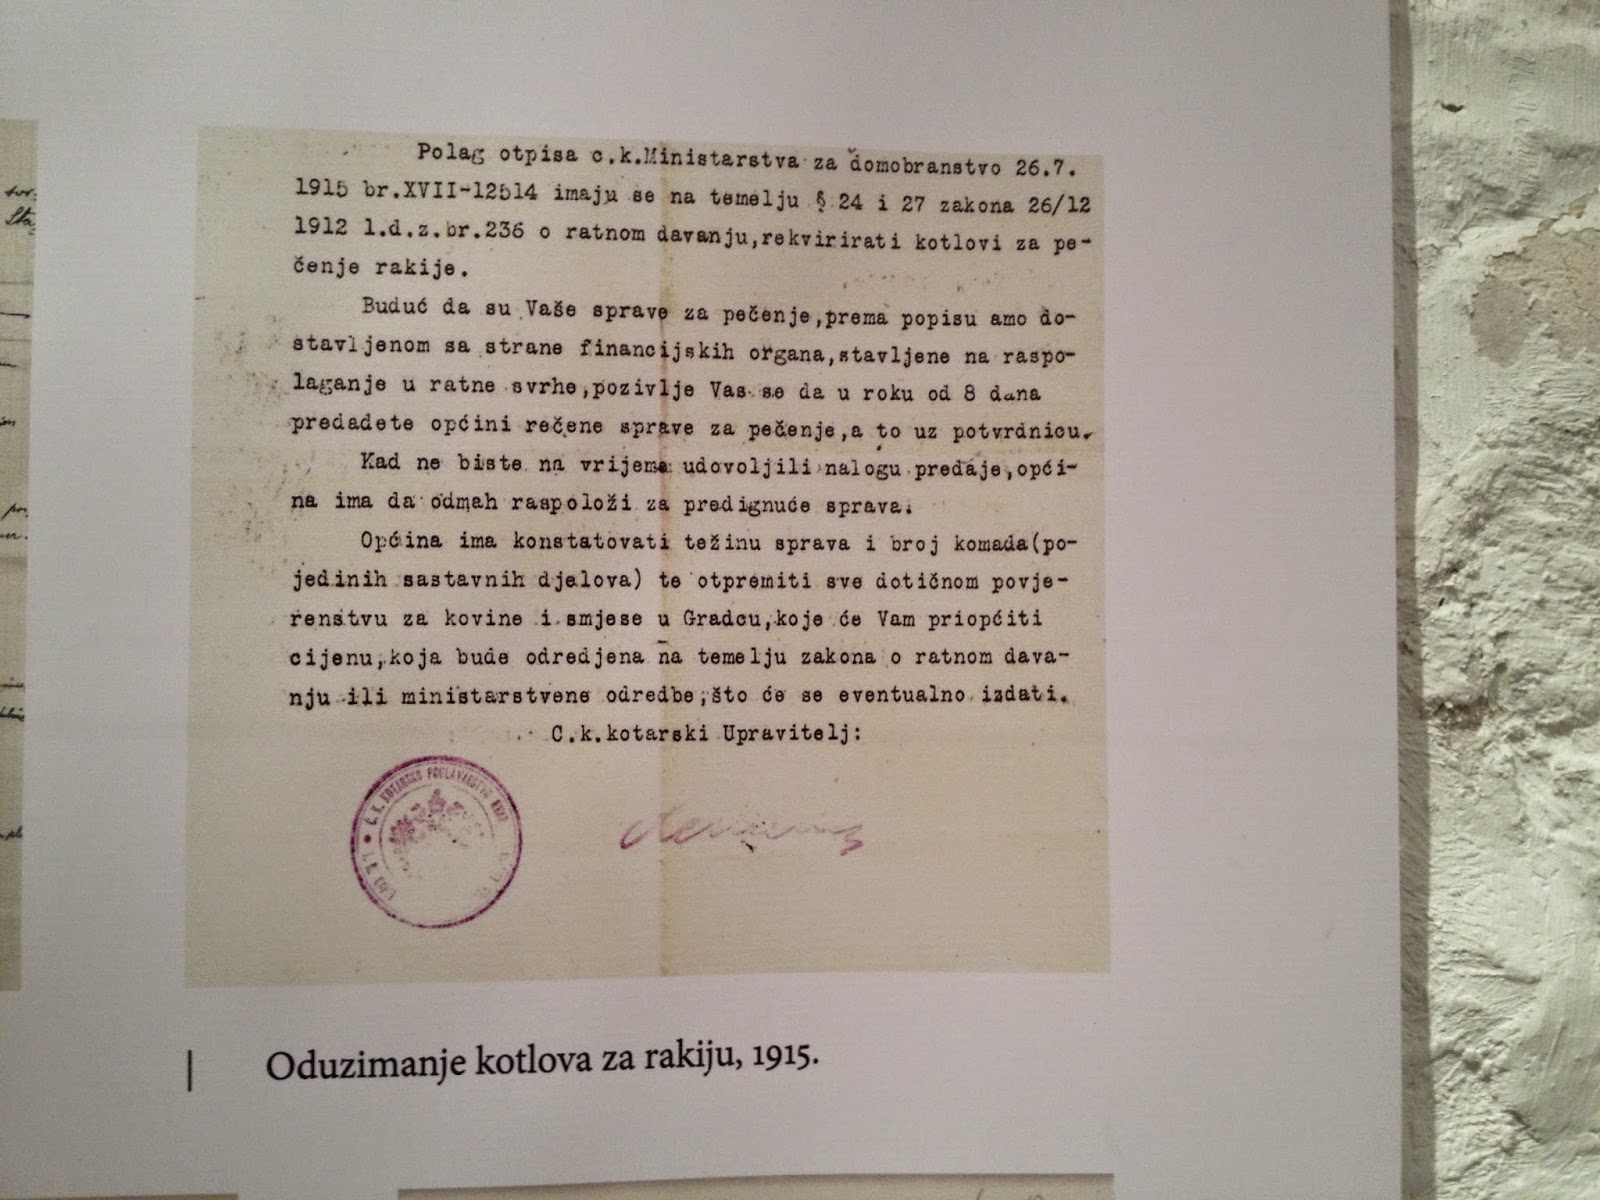 Polag otpisa c.k.Ministarstva za domobranstvo 26.7.
1915 br.XVII-12514 imaju se na temelju § 24 i 27 zakona 26/12
1912 l.d.z.br.236 o ratnom davanju,rekvirirati kotlovi za pe-
čenje rakije.
Buduć da su Vaše sprave za pečenje,prema popisu amo do-
stavljenom sa strane financijskih organa,stavljene na raspo-
laganje u ratne svrhe,pozivlje Vas se da u roku od 8 dana
predadete općini rečene sprave za pečenje,a to uz potvrdnicu.
Kad ne biste na vrijeme udovoljili nalogu predaje,opći-
na ima da odmah raspoloži za predignuće sprava.
Općina ima konstatovati težinu sprava i broj komada(po-
jedinih sastavnih djelova) te otpremiti sve dotičnom povje-
renstvu za kovine i smjese u Gradcu,koje će Vam priopćiti
cijenu,koja bude odredjena na temelju zakona o ratnom dava-
nju ili ministarstvene odredbe,što će se eventualno izdati.
C.k.kotarski Upravitelj:
C. K. KOTARSKO POGLAVARSTVO
Oduzimanje kotlova za rakiju, 1915.